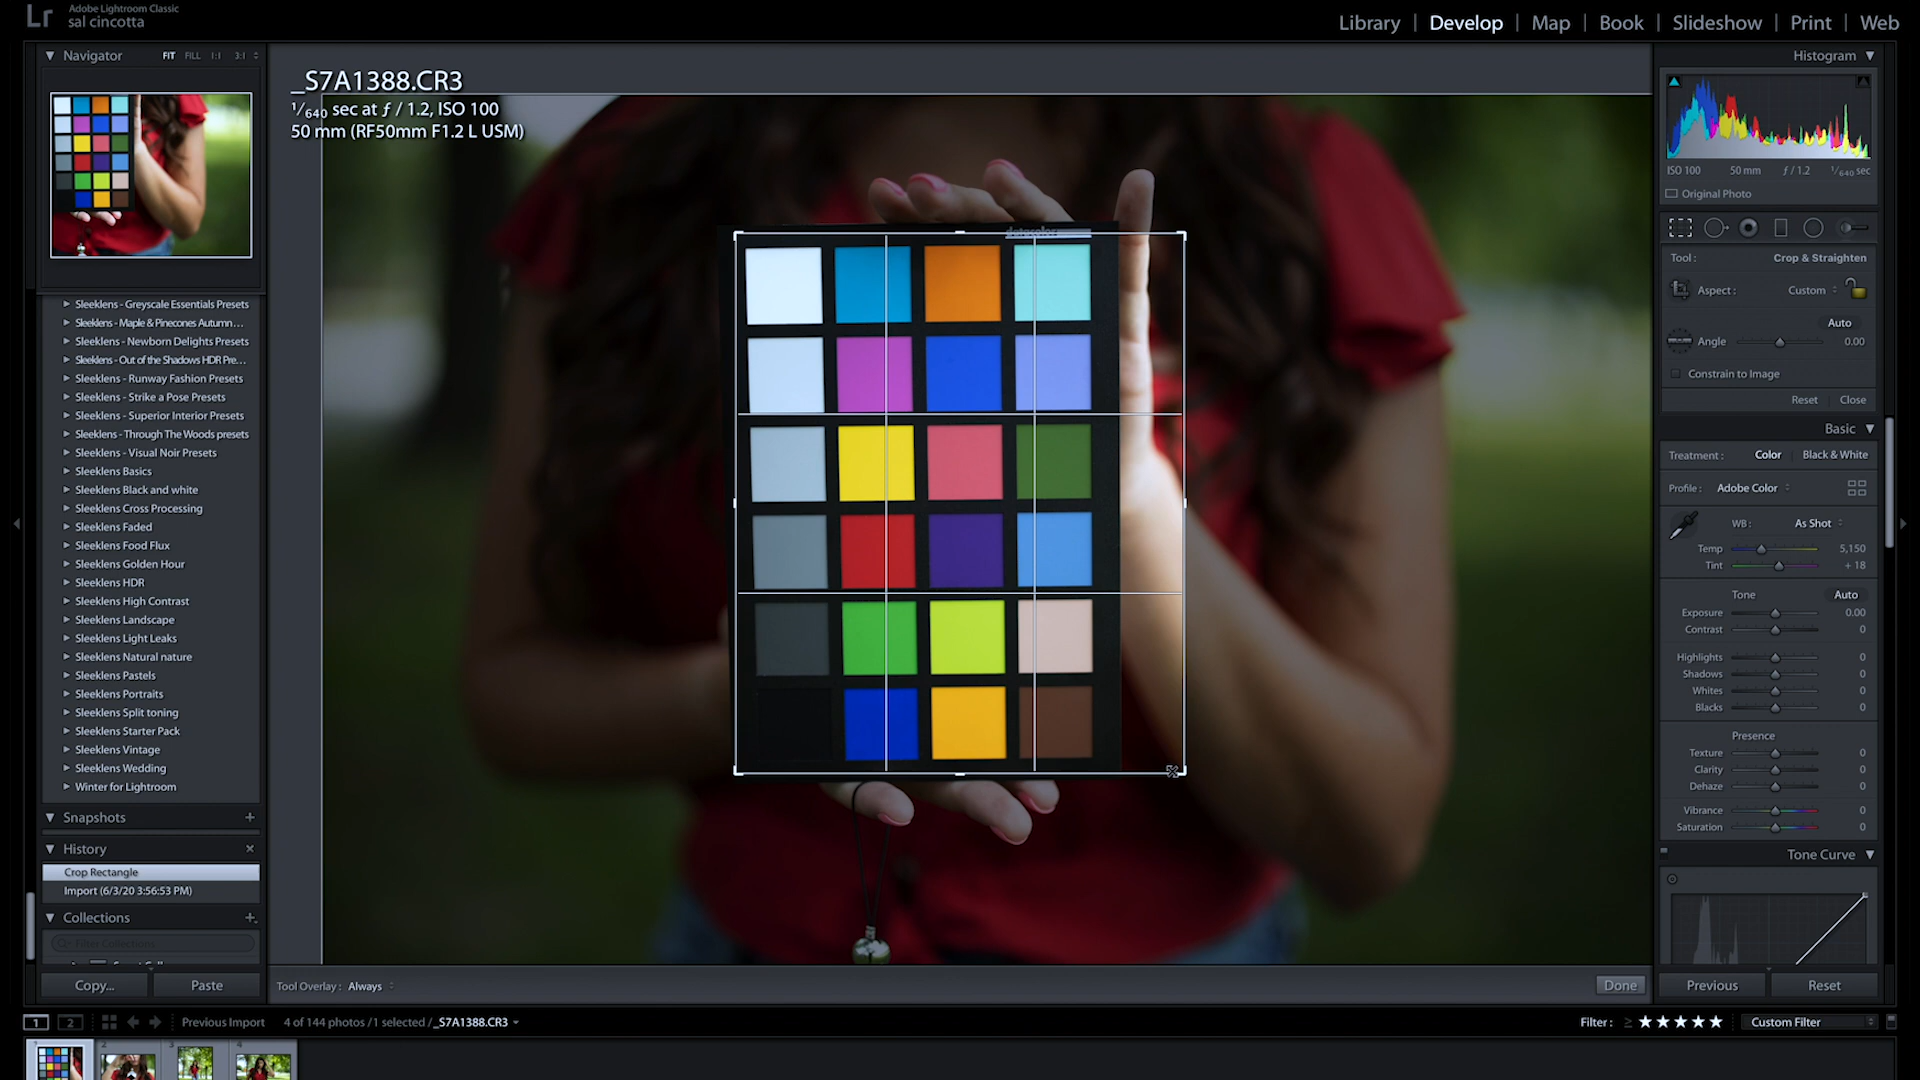 Lr
Adobe Lightroom Classic
sal cincotta
Library | Develop | Map | Book | Slideshow | Print | Web
Navigator FIT FILL 1:1 3:1
Sleeklens - Greyscale Essentials Presets
Sleeklens - Maple & Pinecones Autumn...
Sleeklens - Newborn Delights Presets
Sleeklens - Out of the Shadows HDR Pre...
Sleeklens - Runway Fashion Presets
Sleeklens - Strike a Pose Presets
Sleeklens - Superior Interior Presets
Sleeklens - Through The Woods presets
Sleeklens - Visual Noir Presets
Sleeklens Basics
Sleeklens Black and white
Sleeklens Cross Processing
Sleeklens Faded
Sleeklens Food Flux
Sleeklens Golden Hour
Sleeklens HDR
Sleeklens High Contrast
Sleeklens Landscape
Sleeklens Light Leaks
Sleeklens Natural nature
Sleeklens Pastels
Sleeklens Portraits
Sleeklens Split toning
Sleeklens Starter Pack
Sleeklens Vintage
Sleeklens Wedding
Winter for Lightroom
Snapshots +
History ×
Crop Rectangle
Import (6/3/20 3:56:53 PM)
Collections +
Filter Collections
Copy... Paste
_S7A1388.CR3
1/640 sec at ƒ / 1.2, ISO 100
50 mm (RF50mm F1.2 L USM)
datacolor
Tool Overlay : Always
Done
Histogram
ISO 100 50 mm ƒ / 1.2 1/640 sec
Original Photo
Tool : Crop & Straighten
Aspect : Custom
Auto
Angle 0.00
Constrain to Image
Reset Close
Basic
Treatment : Color Black & White
Profile : Adobe Color
WB : As Shot
Temp 5,150
Tint + 18
Tone Auto
Exposure 0.00
Contrast 0
Highlights 0
Shadows 0
Whites 0
Blacks 0
Presence
Texture 0
Clarity 0
Dehaze 0
Vibrance 0
Saturation 0
Tone Curve
Previous Reset
1 2 Previous Import 4 of 144 photos /1 selected /_S7A1388.CR3
Filter : ≥ ★★★★★ Custom Filter
1 2 3 4